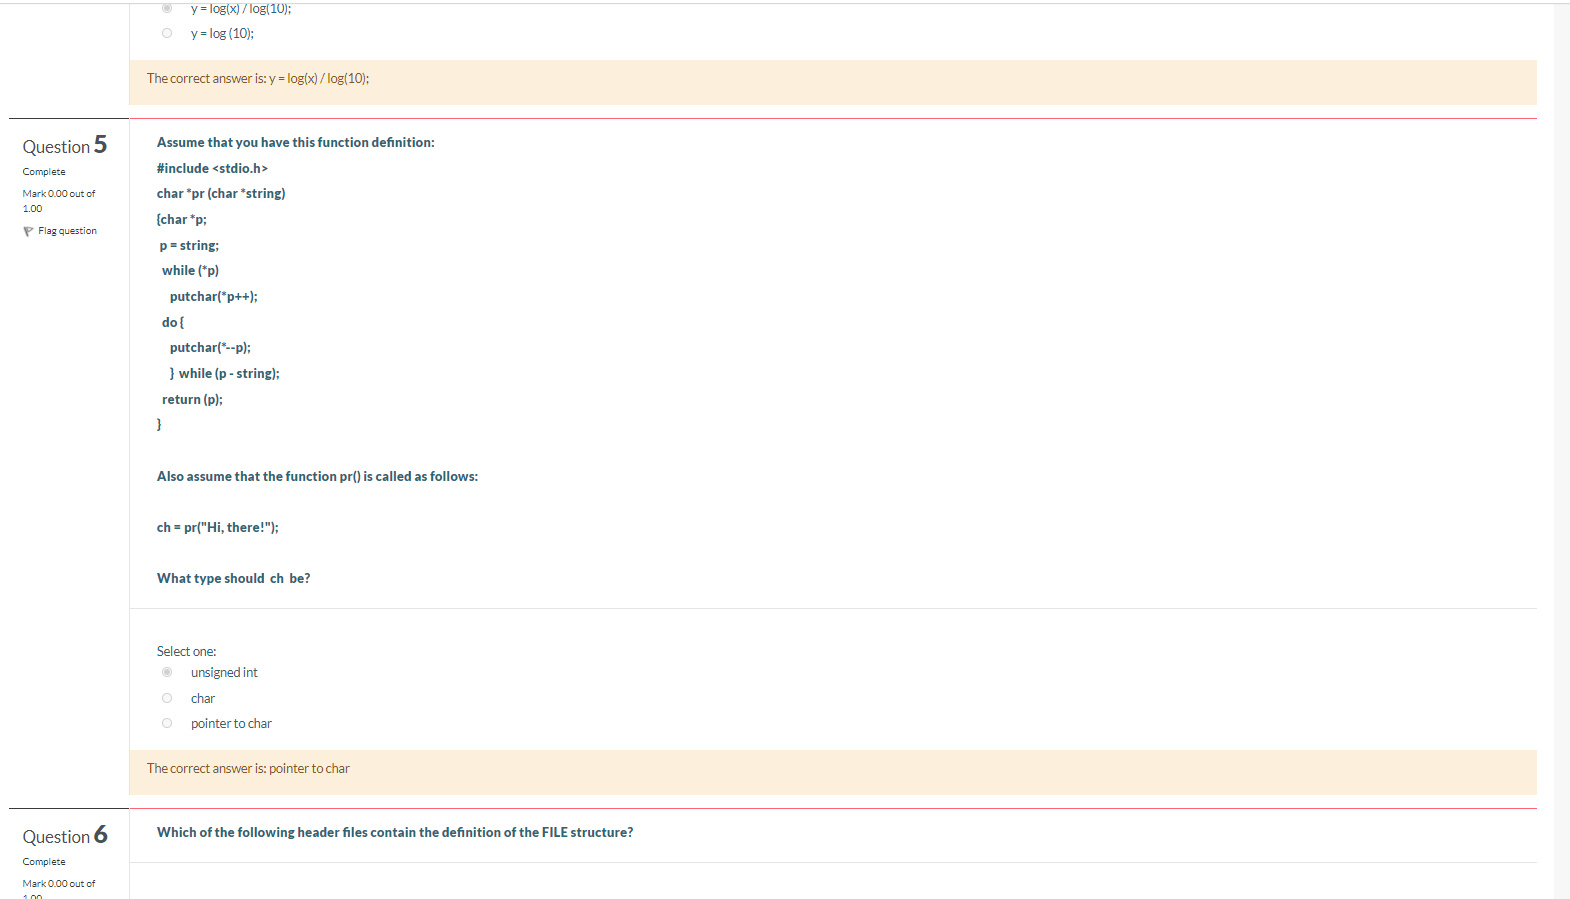 y = log(x) / log(10);
y = log (10);
The correct answer is: y = log(x) / log(10);
Question 5
Complete
Mark 0.00 out of
1.00
Flag question
Assume that you have this function definition:
#include <stdio.h>
char *pr (char *string)
{char *p;
p = string;
while (*p)
putchar(*p++);
do {
putchar(*--p);
} while (p - string);
return (p);
}
Also assume that the function pr() is called as follows:
ch = pr("Hi, there!");
What type should ch be?
Select one:
unsigned int
char
pointer to char
The correct answer is: pointer to char
Question 6
Complete
Mark 0.00 out of
1.00
Which of the following header files contain the definition of the FILE structure?